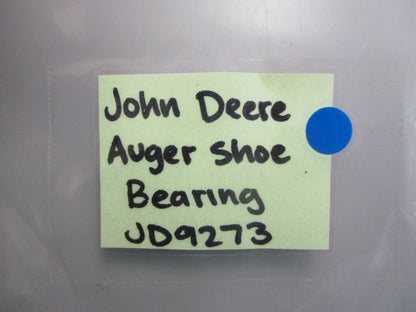 John Deere
Auger Shoe
Bearing
JD9273